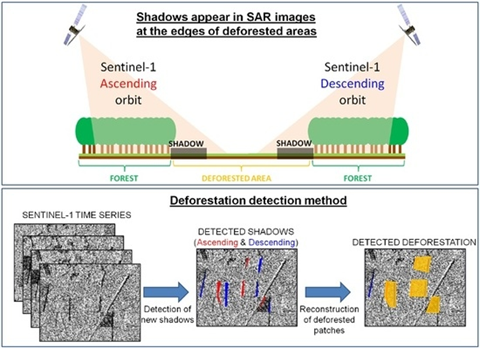 Shadows appear in SAR images
at the edges of deforested areas
Sentinel-1
Ascending
orbit
Sentinel-1
Descending
orbit
SHADOW
SHADOW
FOREST
DEFORESTED AREA
FOREST
Deforestation detection method
SENTINEL-1 TIME SERIES
Detection of
new shadows
DETECTED SHADOWS
(Ascending & Descending)
Reconstruction
of deforested
patches
DETECTED DEFORESTATION